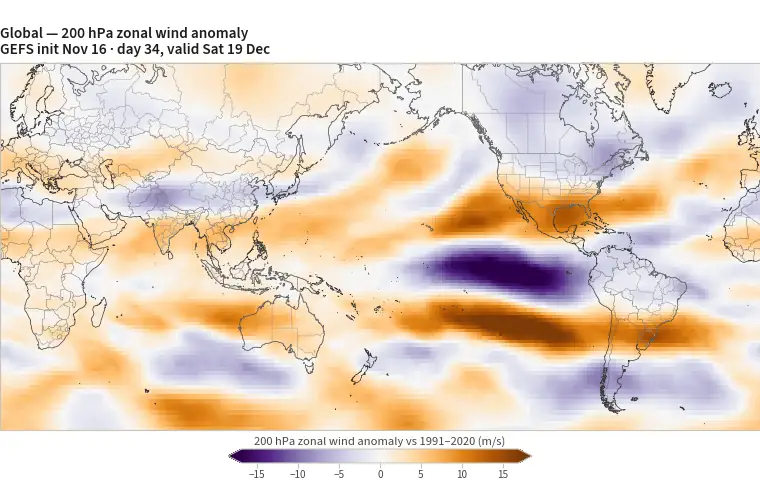 Global — 200 hPa zonal wind anomaly
GEFS init Nov 16 · day 34, valid Sat 19 Dec
200 hPa zonal wind anomaly vs 1991–2020 (m/s)
−15 −10 −5 0 5 10 15